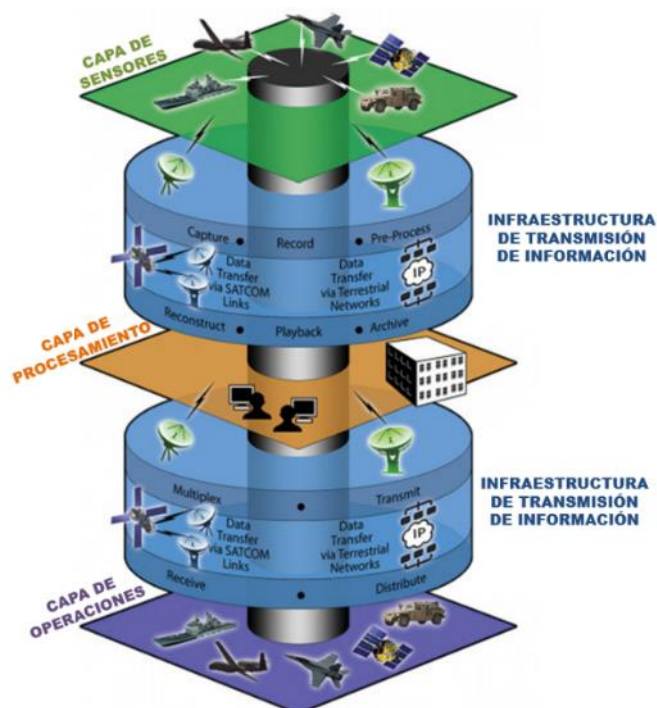 CAPA DE
SENSORES
Capture • Record • Pre-Process
INFRAESTRUCTURA
DE TRANSMISIÓN
DE INFORMACIÓN
Data
Transfer
via SATCOM
Links
Data
Transfer
via Terrestrial
Networks
IP
Reconstruct • Playback • Archive
CAPA DE
PROCESAMIENTO
Multiplex • Transmit
INFRAESTRUCTURA
DE TRANSMISIÓN
DE INFORMACIÓN
Data
Transfer
via SATCOM
Links
Data
Transfer
via Terrestrial
Networks
IP
Receive • Distribute
CAPA DE
OPERACIONES